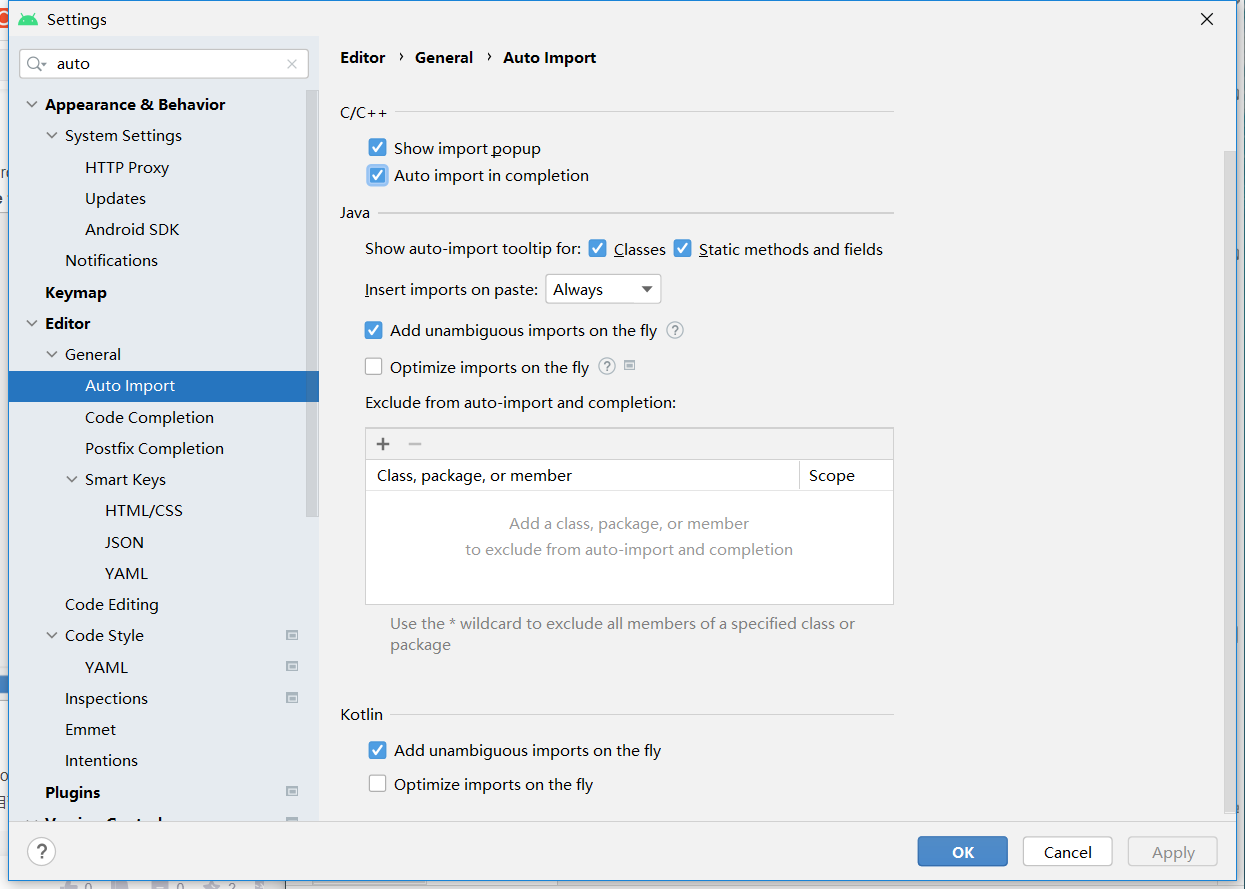 Settings
auto
Appearance & Behavior
System Settings
HTTP Proxy
Updates
Android SDK
Notifications
Keymap
Editor
General
Auto Import
Code Completion
Postfix Completion
Smart Keys
HTML/CSS
JSON
YAML
Code Editing
Code Style
YAML
Inspections
Emmet
Intentions
Plugins
Editor › General › Auto Import
C/C++
Show import popup
Auto import in completion
Java
Show auto-import tooltip for: Classes Static methods and fields
Insert imports on paste: Always
Add unambiguous imports on the fly ?
Optimize imports on the fly ?
Exclude from auto-import and completion:
Class, package, or member Scope
Add a class, package, or member
to exclude from auto-import and completion
Use the * wildcard to exclude all members of a specified class or
package
Kotlin
Add unambiguous imports on the fly
Optimize imports on the fly
? OK Cancel Apply